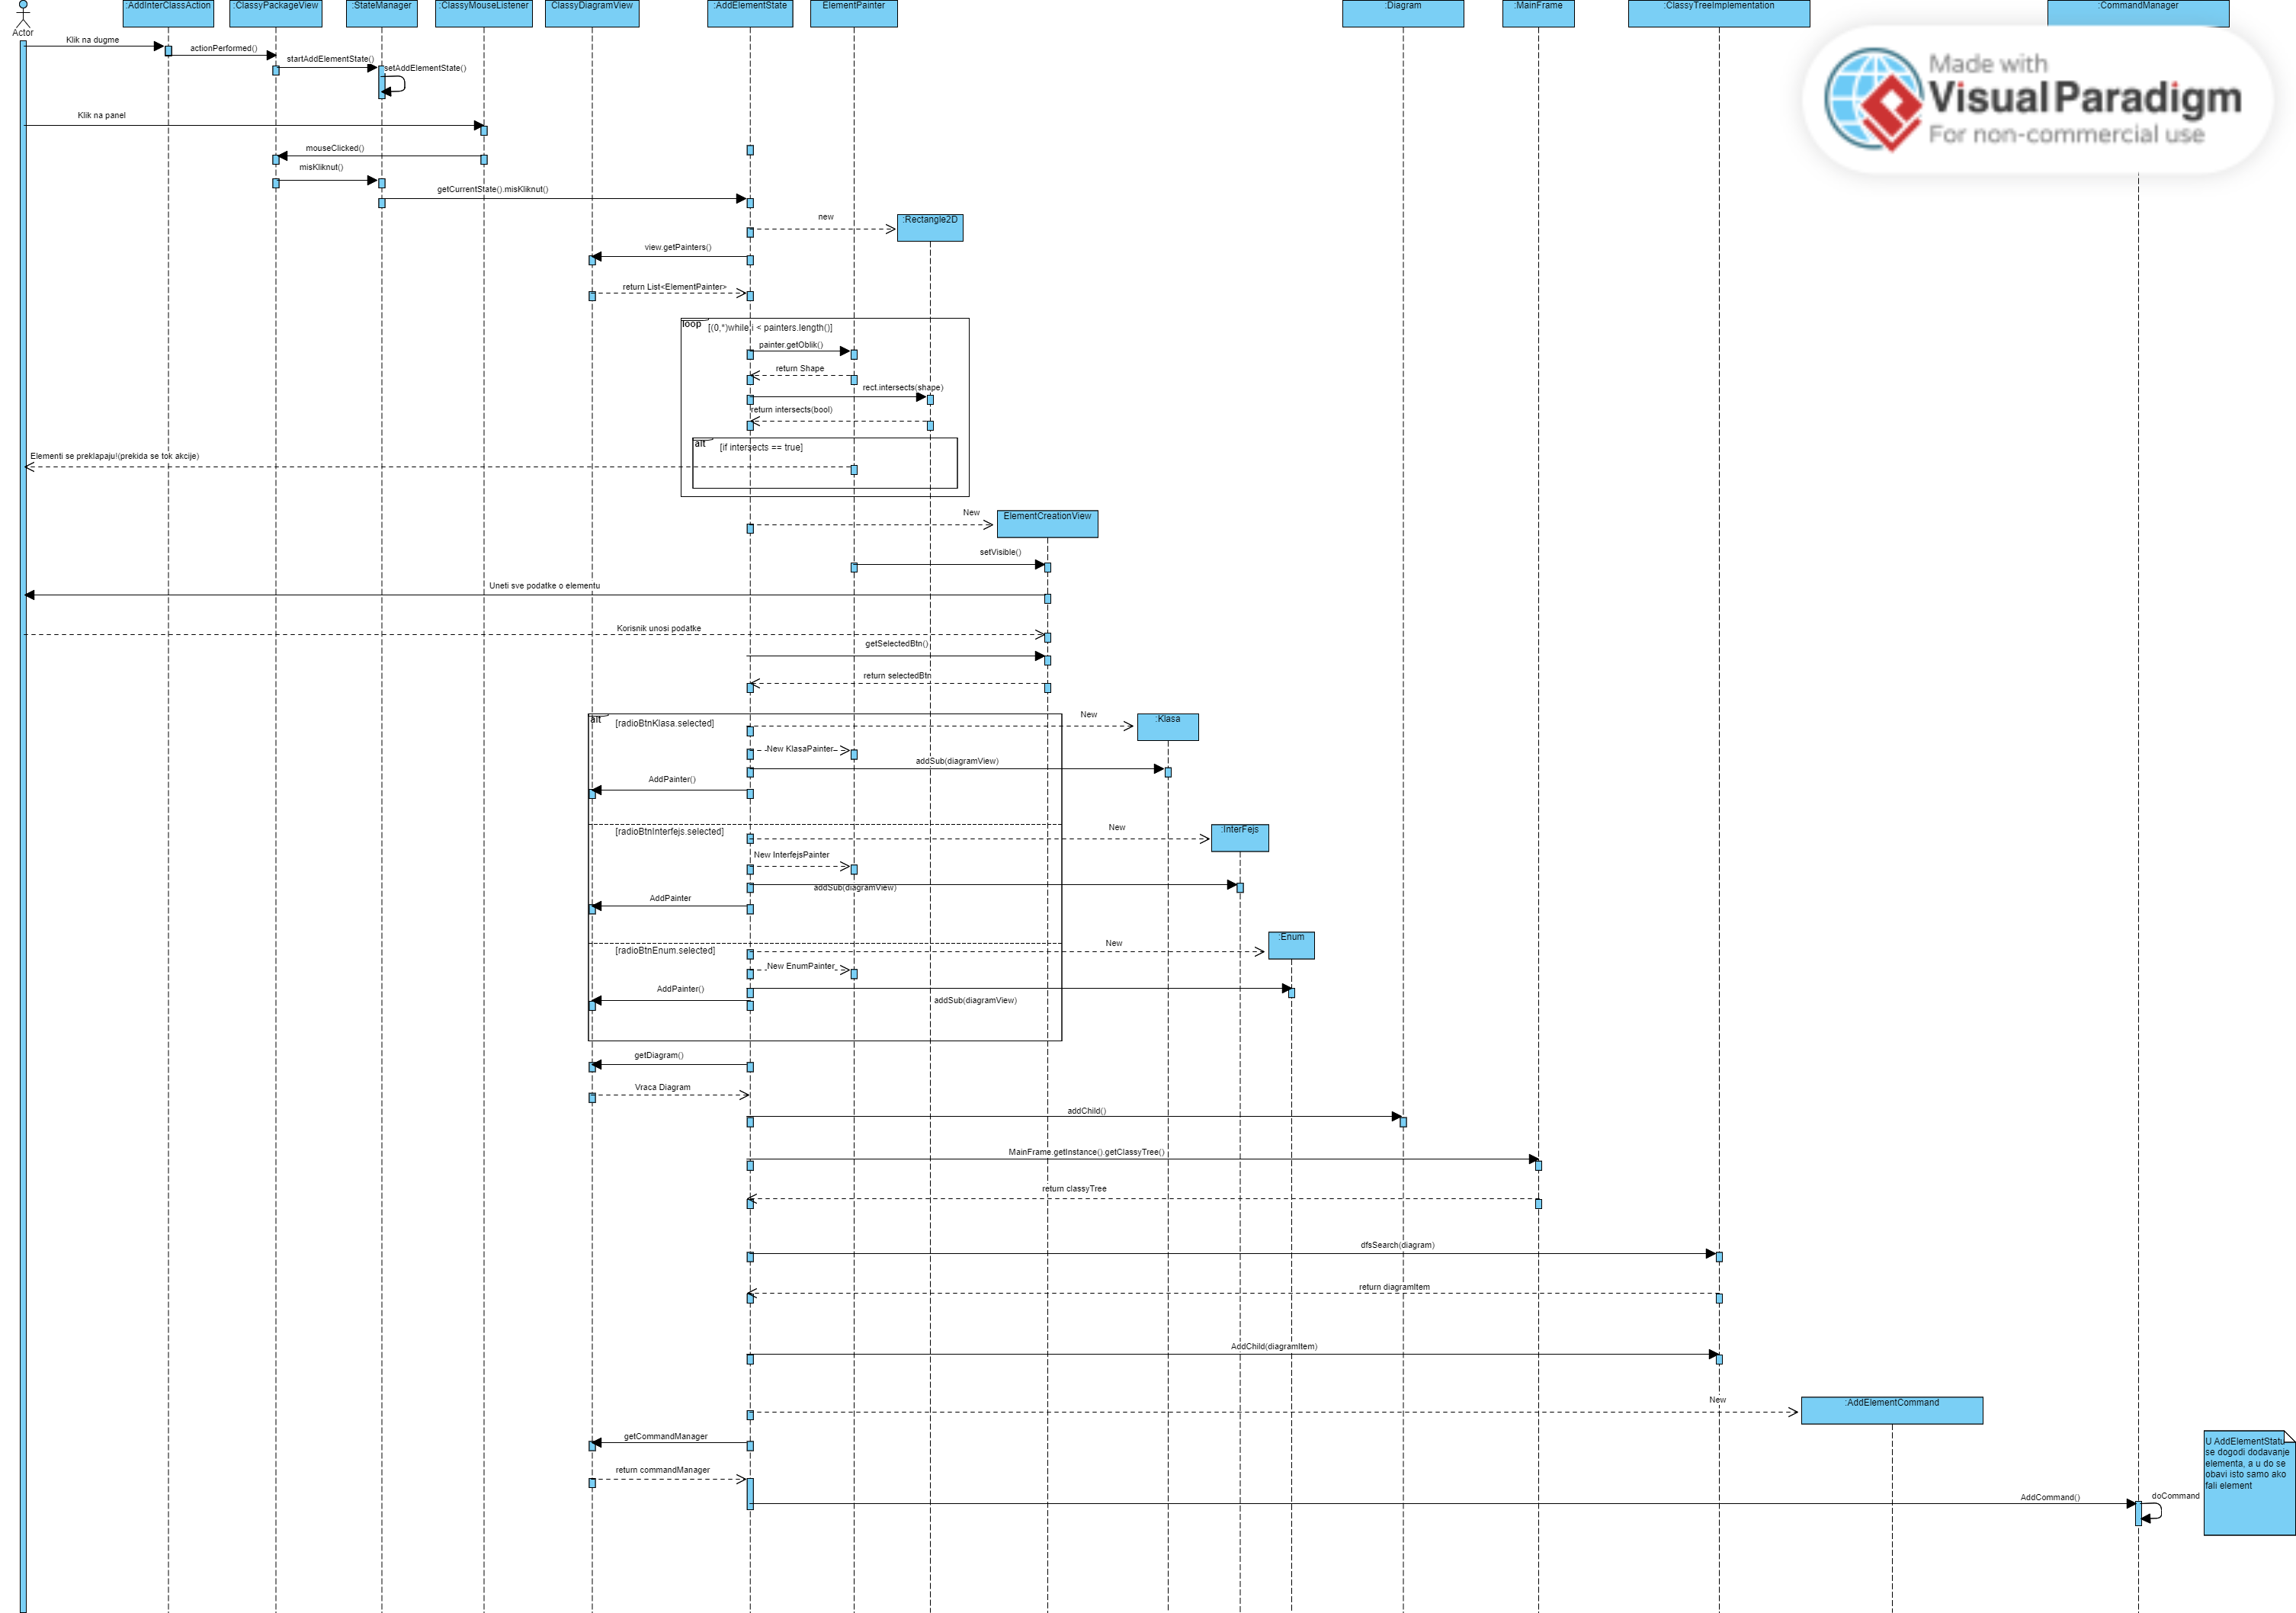 :AddInterClassAction
:ClassyPackageView
:StateManager
:ClassyMouseListener
ClassyDiagramView
:AddElementState
ElementPainter
:Diagram
:MainFrame
:ClassyTreeImplementation
:CommandManager
Actor
Made with
Visual Paradigm
For non-commercial use
Klik na dugme
actionPerformed()
startAddElementState()
setAddElementState()
Klik na panel
mouseClicked()
misKliknut()
getCurrentState().misKliknut()
new
:Rectangle2D
view.getPainters()
return List<ElementPainter>
loop
[(0,*)while i < painters.length()]
painter.getOblik()
return Shape
rect.intersects(shape)
return intersects(bool)
alt
[if intersects == true]
Elementi se preklapaju!(prekida se tok akcije)
New
ElementCreationView
setVisible()
Uneti sve podatke o elementu
Korisnik unosi podatke
getSelectedBtn()
return selectedBtn
alt
[radioBtnKlasa.selected]
New
:Klasa
New KlasaPainter
addSub(diagramView)
AddPainter()
[radioBtnInterfejs.selected]
New
:InterFejs
New InterfejsPainter
addSub(diagramView)
AddPainter
[radioBtnEnum.selected]
New
:Enum
New EnumPainter
AddPainter()
addSub(diagramView)
getDiagram()
Vraca Diagram
addChild()
MainFrame.getInstance().getClassyTree()
return classyTree
dfsSearch(diagram)
return diagramItem
AddChild(diagramItem)
New
:AddElementCommand
getCommandManager
return commandManager
AddCommand()
doCommand
U AddElementStatu
se dogodi dodavanje
elementa, a u do se
obavi isto samo ako
fali element